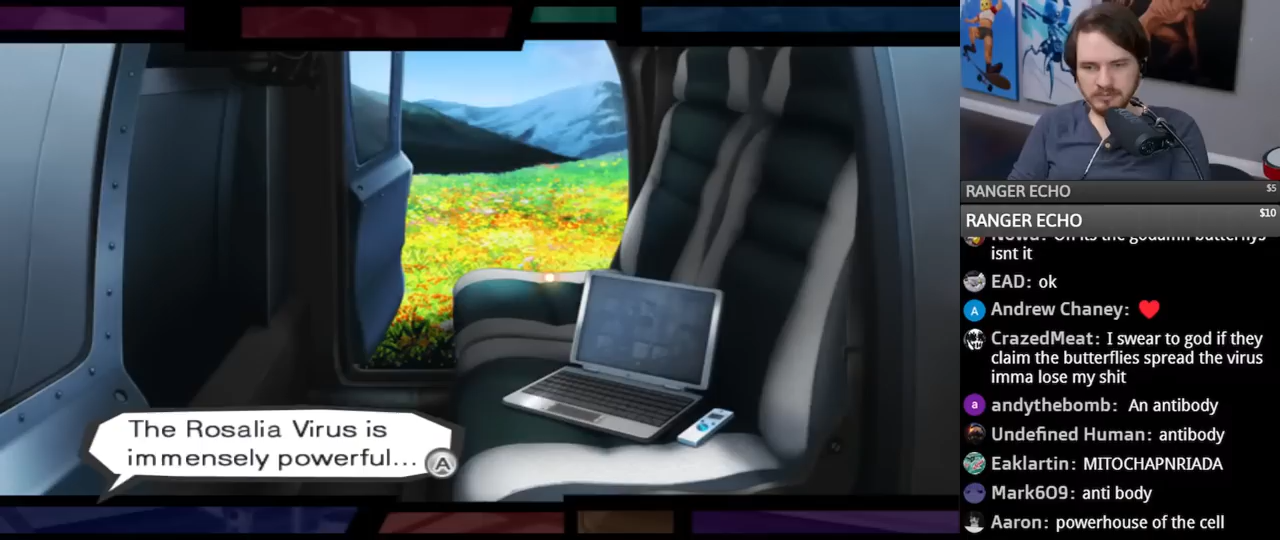 The Rosalia Virus is
immensely powerful...
A
RANGER ECHO $5
RANGER ECHO $10
isnt it
EAD: ok
A Andrew Chaney: ❤
CrazedMeat: I swear to god if they
claim the butterflies spread the virus
imma lose my shit
a andythebomb: An antibody
Undefined Human: antibody
Eaklartin: MITOCHAPNRIADA
Mark609: anti body
Aaron: powerhouse of the cell